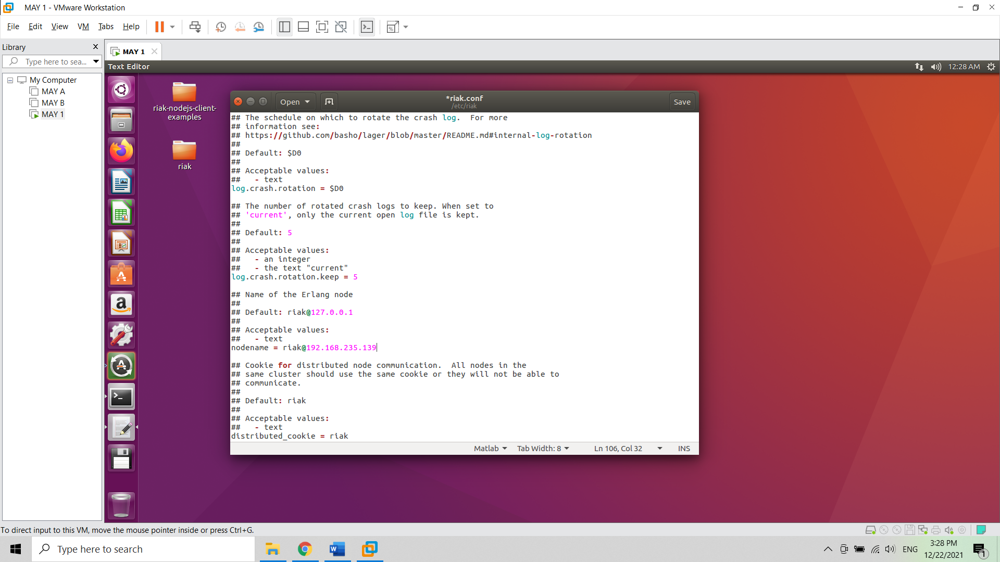 MAY 1 - VMware Workstation
File Edit View VM Tabs Help
Library
Type here to sea...
My Computer
MAY A
MAY B
MAY 1
MAY 1
Text Editor
12:28 AM
riak-nodejs-client-
examples
riak
Open
*riak.conf
/etc/riak
Save
## The schedule on which to rotate the crash log.  For more
## information see:
## https://github.com/basho/lager/blob/master/README.md#internal-log-rotation
##
## Default: $D0
##
## Acceptable values:
##   - text
log.crash.rotation = $D0
## The number of rotated crash logs to keep. When set to
## 'current', only the current open log file is kept.
##
## Default: 5
##
## Acceptable values:
##   - an integer
##   - the text "current"
log.crash.rotation.keep = 5
## Name of the Erlang node
##
## Default: riak@127.0.0.1
##
## Acceptable values:
##   - text
nodename = riak@192.168.235.139
## Cookie for distributed node communication.  All nodes in the
## same cluster should use the same cookie or they will not be able to
## communicate.
##
## Default: riak
##
## Acceptable values:
##   - text
distributed_cookie = riak
Matlab Tab Width: 8 Ln 106, Col 32 INS
To direct input to this VM, move the mouse pointer inside or press Ctrl+G.
Type here to search
ENG
3:28 PM
12/22/2021
1